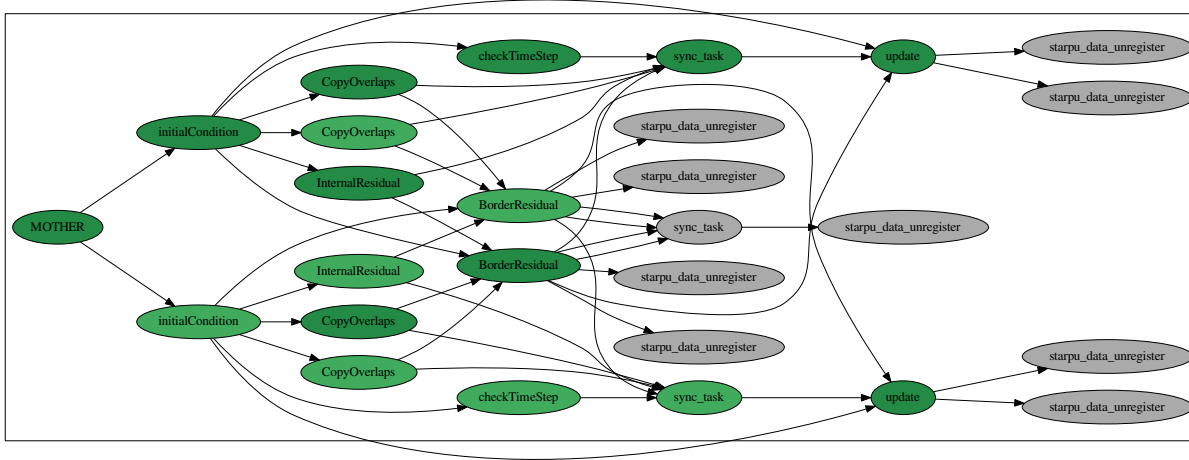 starpu_data_unregister
checkTimeStep
sync_task
update
CopyOverlaps
starpu_data_unregister
starpu_data_unregister
initialCondition
CopyOverlaps
starpu_data_unregister
InternalResidual
BorderResidual
MOTHER
sync_task
starpu_data_unregister
BorderResidual
InternalResidual
starpu_data_unregister
initialCondition
CopyOverlaps
starpu_data_unregister
starpu_data_unregister
CopyOverlaps
checkTimeStep
sync_task
update
starpu_data_unregister